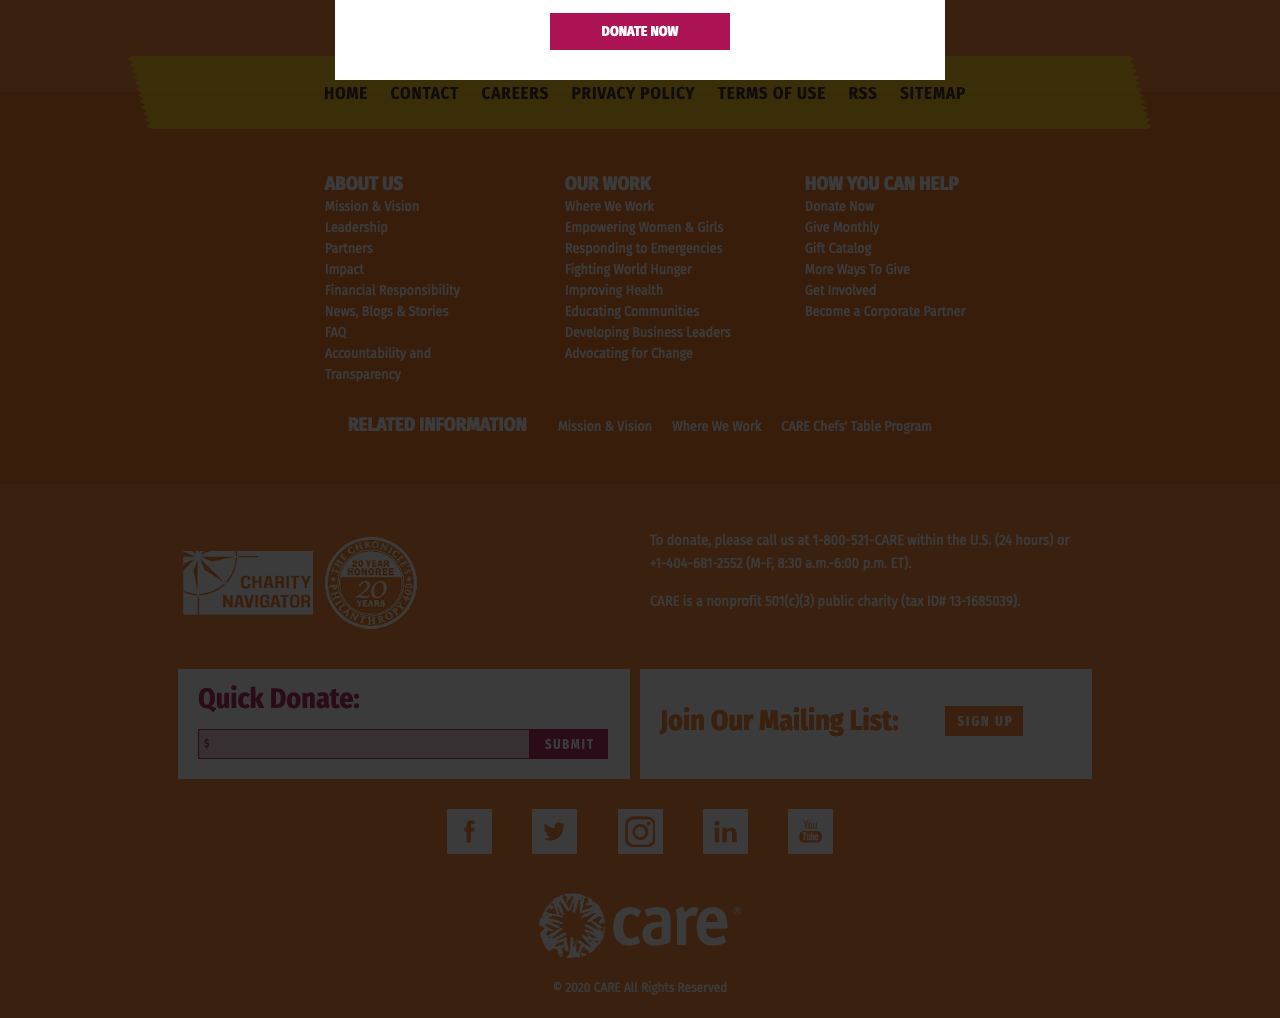 DONATE NOW
HOME CONTACT CAREERS PRIVACY POLICY TERMS OF USE RSS SITEMAP
ABOUT US
Mission & Vision
Leadership
Partners
Impact
Financial Responsibility
News, Blogs & Stories
FAQ
Accountability and
Transparency
OUR WORK
Where We Work
Empowering Women & Girls
Responding to Emergencies
Fighting World Hunger
Improving Health
Educating Communities
Developing Business Leaders
Advocating for Change
HOW YOU CAN HELP
Donate Now
Give Monthly
Gift Catalog
More Ways To Give
Get Involved
Become a Corporate Partner
RELATED INFORMATION Mission & Vision Where We Work CARE Chefs' Table Program
CHARITY
NAVIGATOR
THE CHRONICLE'S
20 YEAR
HONOREE
20
YEARS
PHILANTHROPY 400
To donate, please call us at 1-800-521-CARE within the U.S. (24 hours) or
+1-404-681-2552 (M-F, 8:30 a.m.-6:00 p.m. ET).
CARE is a nonprofit 501(c)(3) public charity (tax ID# 13-1685039).
Quick Donate:
$ SUBMIT
Join Our Mailing List: SIGN UP
f
in
You
Tube
care®
© 2020 CARE All Rights Reserved